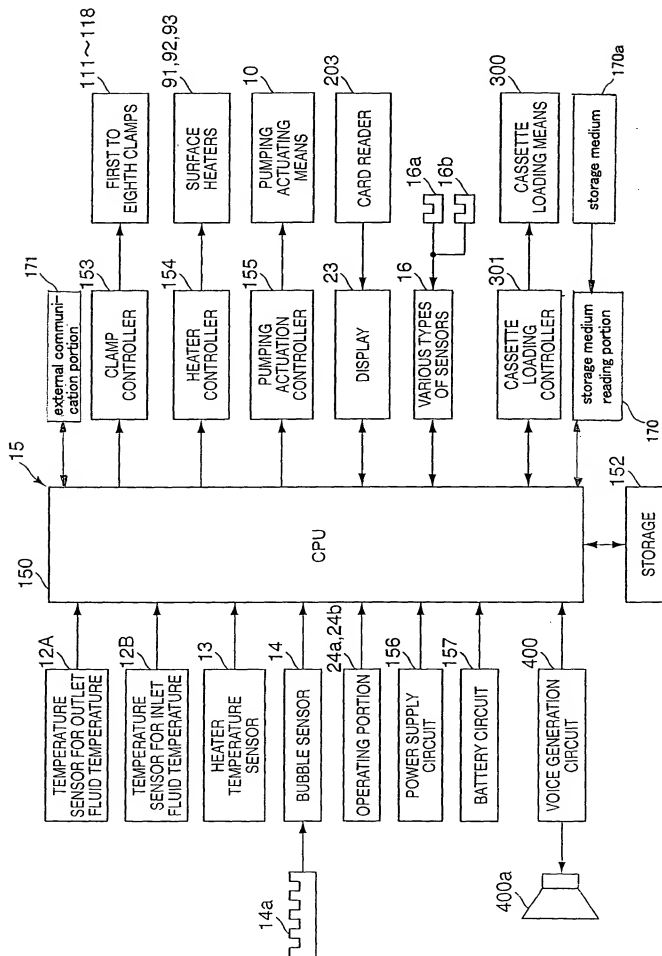 15
150
CPU
152
STORAGE
12A
TEMPERATURE
SENSOR FOR OUTLET
FLUID TEMPERATURE
12B
TEMPERATURE
SENSOR FOR INLET
FLUID TEMPERATURE
13
HEATER
TEMPERATURE
SENSOR
14
BUBBLE SENSOR
14a
24a,24b
OPERATING PORTION
156
POWER SUPPLY
CIRCUIT
157
BATTERY CIRCUIT
400
VOICE GENERATION
CIRCUIT
400a
171
external communi-
cation portion
153
CLAMP
CONTROLLER
111~118
FIRST TO
EIGHTH CLAMPS
154
HEATER
CONTROLLER
91,92,93
SURFACE
HEATERS
155
PUMPING
ACTUATION
CONTROLLER
10
PUMPING
ACTUATING
MEANS
23
DISPLAY
203
CARD READER
16
VARIOUS TYPES
OF SENSORS
16a
16b
301
CASSETTE
LOADING
CONTROLLER
300
CASSETTE
LOADING MEANS
storage medium
reading portion
170
storage medium
170a